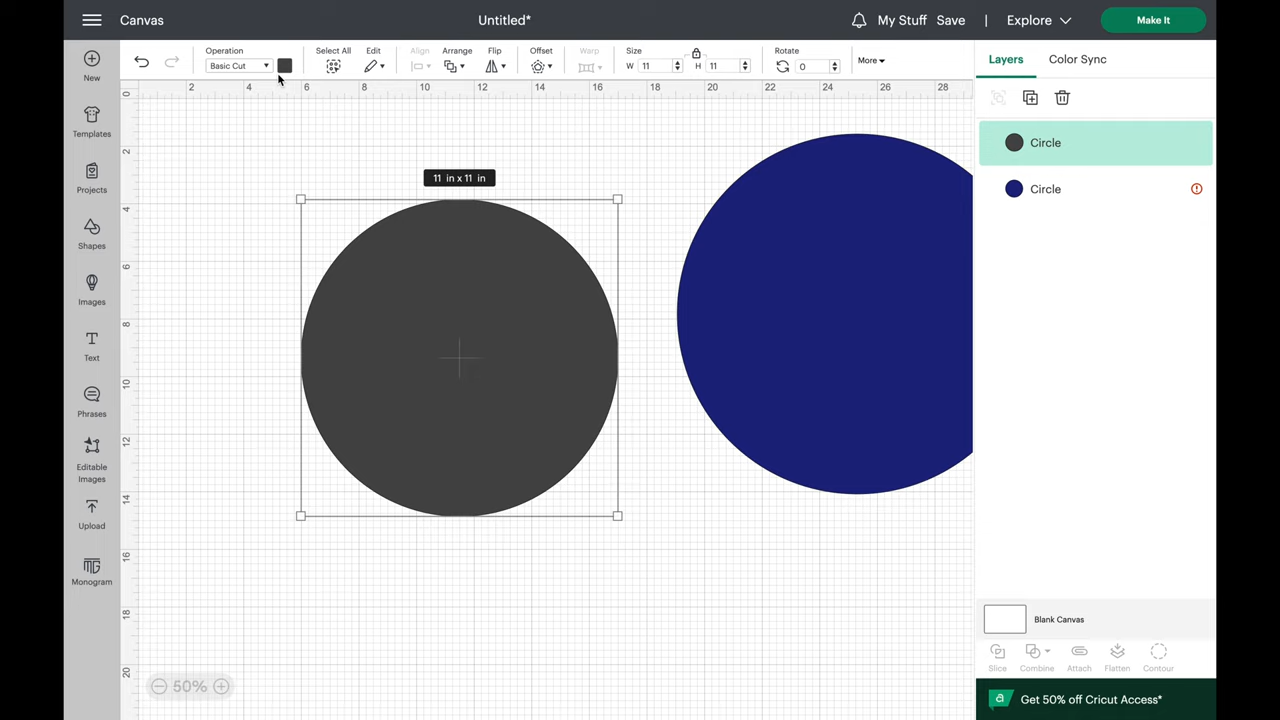 Canvas
Untitled*
My Stuff
Save
|
Explore
Make It
New
Templates
Projects
Shapes
Images
Text
Phrases
Editable
Images
Upload
Monogram
Operation
Basic Cut
Select All
Edit
Align
Arrange
Flip
Offset
Warp
Size
W 11
H 11
Rotate
0
More
0 2 4 6 8 10 12 14 16 18 20 22 24 26 28
2
4
6
8
10
12
14
16
18
20
11 in x 11 in
50%
Layers
Color Sync
Circle
Circle
Blank Canvas
Slice
Combine
Attach
Flatten
Contour
a
Get 50% off Cricut Access*